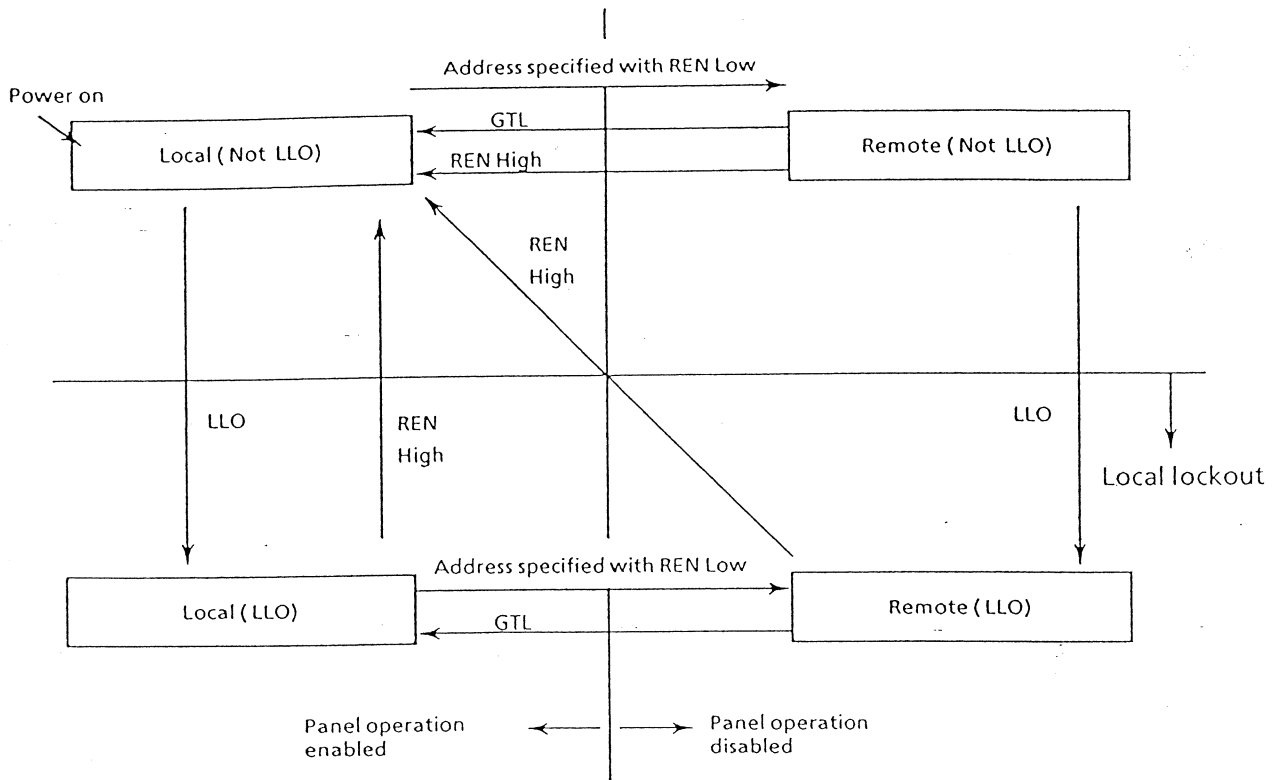 Address specified with REN Low
Power on
GTL
Local (Not LLO)
Remote (Not LLO)
REN High
REN
High
LLO
REN
High
LLO
Local lockout
Address specified with REN Low
Local (LLO)
Remote (LLO)
GTL
Panel operation
enabled
Panel operation
disabled